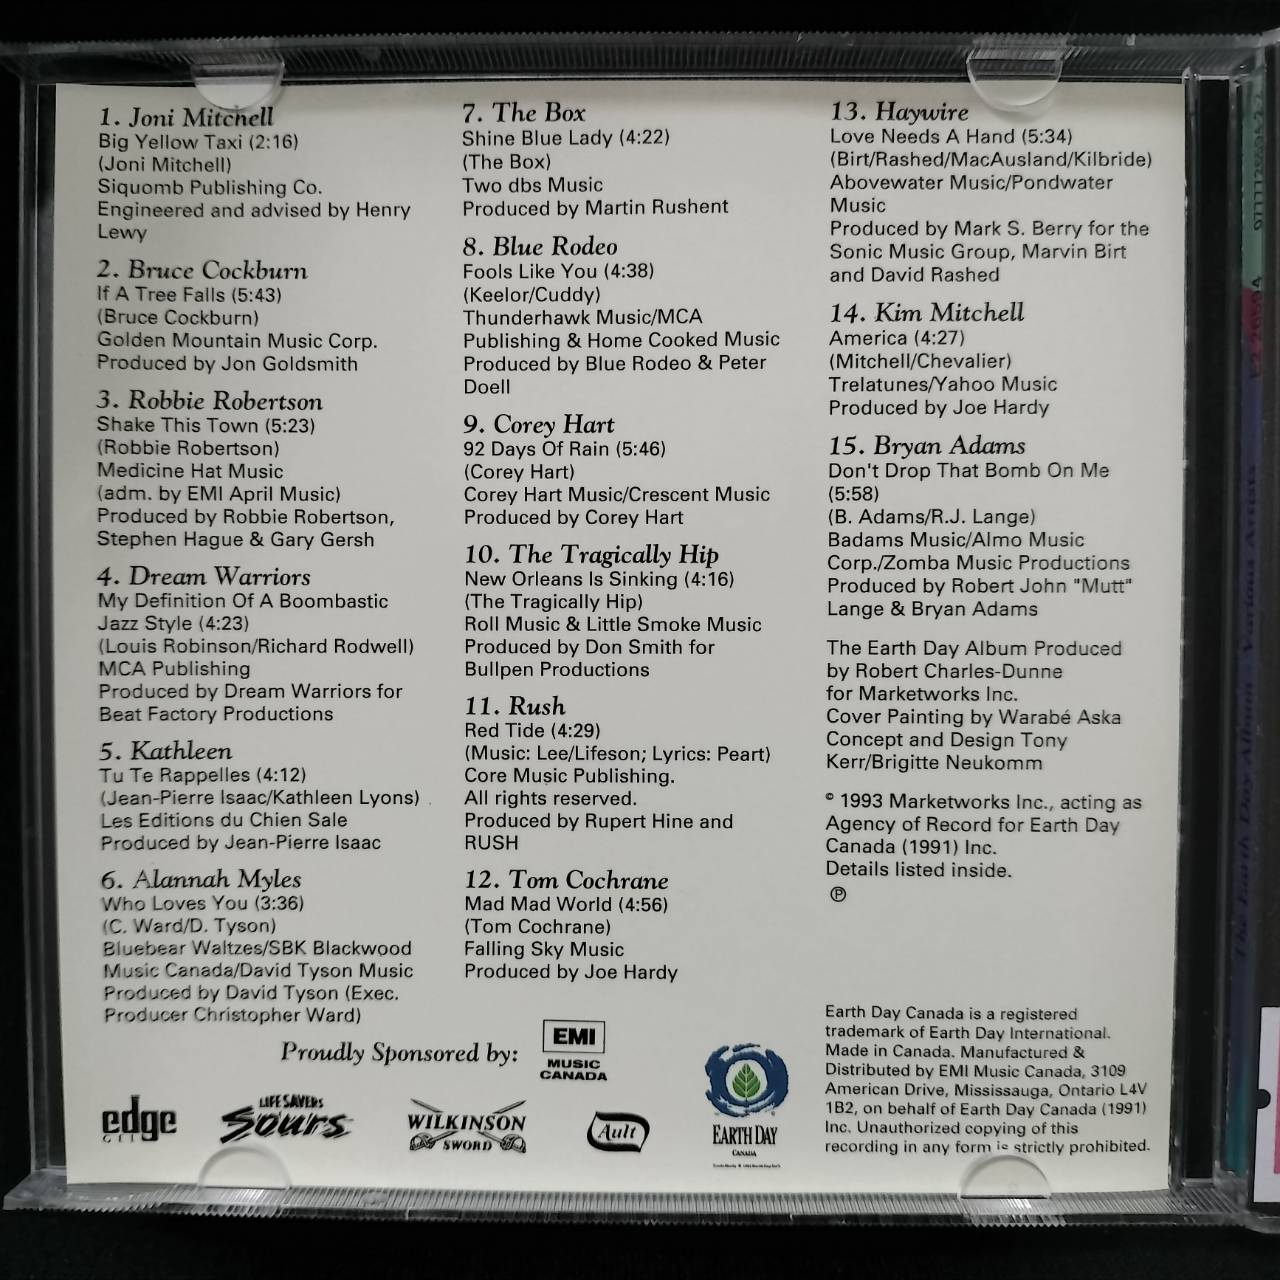 1. Joni Mitchell
Big Yellow Taxi (2:16)
(Joni Mitchell)
Siquomb Publishing Co.
Engineered and advised by Henry
Lewy
2. Bruce Cockburn
If A Tree Falls (5:43)
(Bruce Cockburn)
Golden Mountain Music Corp.
Produced by Jon Goldsmith
3. Robbie Robertson
Shake This Town (5:23)
(Robbie Robertson)
Medicine Hat Music
(adm. by EMI April Music)
Produced by Robbie Robertson,
Stephen Hague & Gary Gersh
4. Dream Warriors
My Definition Of A Boombastic
Jazz Style (4:23)
(Louis Robinson/Richard Rodwell)
MCA Publishing
Produced by Dream Warriors for
Beat Factory Productions
5. Kathleen
Tu Te Rappelles (4:12)
(Jean-Pierre Isaac/Kathleen Lyons)
Les Editions du Chien Sale
Produced by Jean-Pierre Isaac
6. Alannah Myles
Who Loves You (3:36)
(C. Ward/D. Tyson)
Bluebear Waltzes/SBK Blackwood
Music Canada/David Tyson Music
Produced by David Tyson (Exec.
Producer Christopher Ward)
7. The Box
Shine Blue Lady (4:22)
(The Box)
Two dbs Music
Produced by Martin Rushent
8. Blue Rodeo
Fools Like You (4:38)
(Keelor/Cuddy)
Thunderhawk Music/MCA
Publishing & Home Cooked Music
Produced by Blue Rodeo & Peter
Doell
9. Corey Hart
92 Days Of Rain (5:46)
(Corey Hart)
Corey Hart Music/Crescent Music
Produced by Corey Hart
10. The Tragically Hip
New Orleans Is Sinking (4:16)
(The Tragically Hip)
Roll Music & Little Smoke Music
Produced by Don Smith for
Bullpen Productions
11. Rush
Red Tide (4:29)
(Music: Lee/Lifeson; Lyrics: Peart)
Core Music Publishing.
All rights reserved.
Produced by Rupert Hine and
RUSH
12. Tom Cochrane
Mad Mad World (4:56)
(Tom Cochrane)
Falling Sky Music
Produced by Joe Hardy
13. Haywire
Love Needs A Hand (5:34)
(Birt/Rashed/MacAusland/Kilbride)
Abovewater Music/Pondwater
Music
Produced by Mark S. Berry for the
Sonic Music Group, Marvin Birt
and David Rashed
14. Kim Mitchell
America (4:27)
(Mitchell/Chevalier)
Trelatunes/Yahoo Music
Produced by Joe Hardy
15. Bryan Adams
Don't Drop That Bomb On Me
(5:58)
(B. Adams/R.J. Lange)
Badams Music/Almo Music
Corp./Zomba Music Productions
Produced by Robert John "Mutt"
Lange & Bryan Adams
The Earth Day Album Produced
by Robert Charles-Dunne
for Marketworks Inc.
Cover Painting by Warabé Aska
Concept and Design Tony
Kerr/Brigitte Neukomm
© 1993 Marketworks Inc., acting as
Agency of Record for Earth Day
Canada (1991) Inc.
Details listed inside.
℗
Earth Day Canada is a registered
trademark of Earth Day International.
Made in Canada. Manufactured &
Distributed by EMI Music Canada, 3109
American Drive, Mississauga, Ontario L4V
1B2, on behalf of Earth Day Canada (1991)
Inc. Unauthorized copying of this
recording in any form is strictly prohibited.
Proudly Sponsored by:
EMI
MUSIC
CANADA
edge
GEL
LIFE SAVERS
Sours
WILKINSON
SWORD
Ault
EARTH DAY
CANADA
The Earth Day Album Various Artists